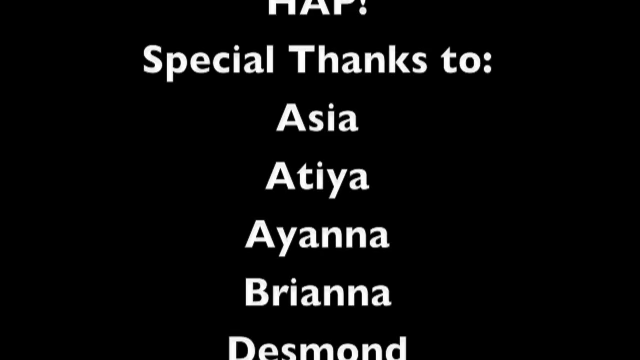 HAP!
Special Thanks to:
Asia
Atiya
Ayanna
Brianna
Desmond